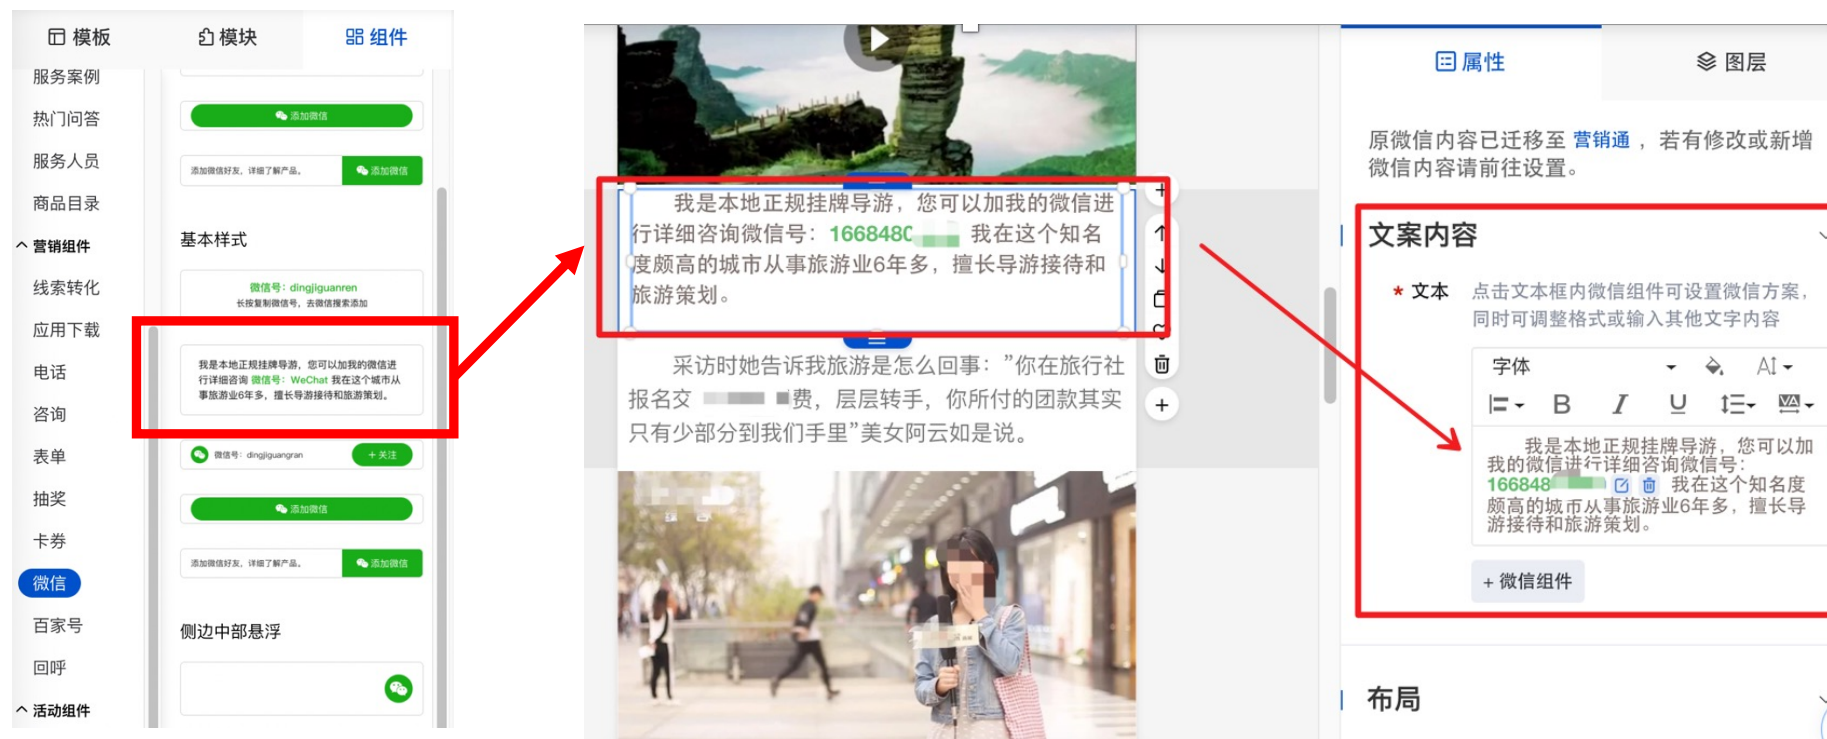 模板
模块
组件
服务案例
热门问答
服务人员
商品目录
营销组件
线索转化
应用下载
电话
咨询
表单
抽奖
卡券
微信
百家号
回呼
活动组件
添加微信
添加微信好友，详细了解产品。
添加微信
基本样式
微信号：dingjiguanren
长按复制微信号，去微信搜索添加
我是本地正规挂牌导游，您可以加我的微信进
行详细咨询 微信号：WeChat 我在这个城市从
事旅游业6年多，擅长导游接待和旅游策划。
微信号：dingjiguangran
+ 关注
添加微信
添加微信好友，详细了解产品。
添加微信
侧边中部悬浮
我是本地正规挂牌导游，您可以加我的微信进
行详细咨询微信号：1668480 我在这个知名
度颇高的城市从事旅游业6年多，擅长导游接待和
旅游策划。
采访时她告诉我旅游是怎么回事：”你在旅行社
报名交 费，层层转手，你所付的团款其实
只有少部分到我们手里”美女阿云如是说。
属性
图层
原微信内容已迁移至 营销通 ，若有修改或新增
微信内容请前往设置。
文案内容
* 文本
点击文本框内微信组件可设置微信方案，
同时可调整格式或输入其他文字内容
字体
B I U
我是本地正规挂牌导游，您可以加
我的微信进行详细咨询微信号：
166848 我在这个知名度
颇高的城市从事旅游业6年多，擅长导
游接待和旅游策划。
+ 微信组件
布局